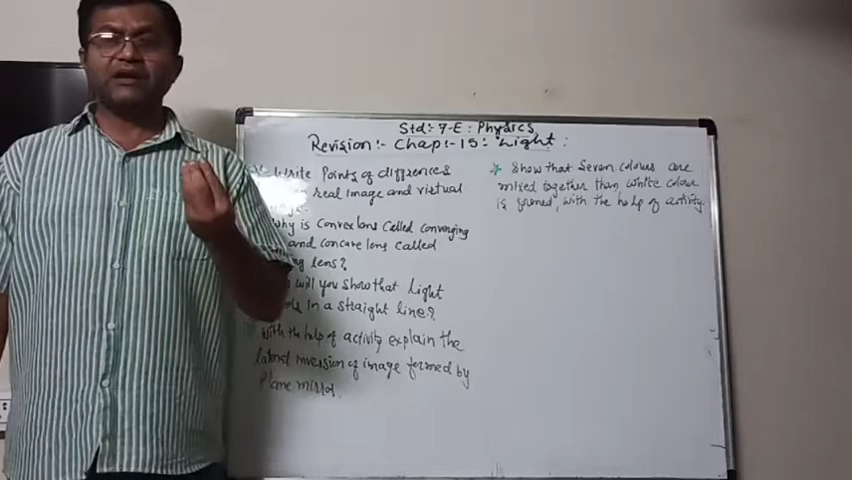 Std:- 7-E : Physics
Revision:- Chap:- 15: Light :
Write Points of differences
real image and virtual
why is convex lens called converging
and concave lens called
lens?
will you show that light
in a straight line?
With the help of activity explain the
lateral inversion of image formed by
Plane mirror.
* Show that Seven colours are
mixed together than white colour
is formed, with the help of activity.